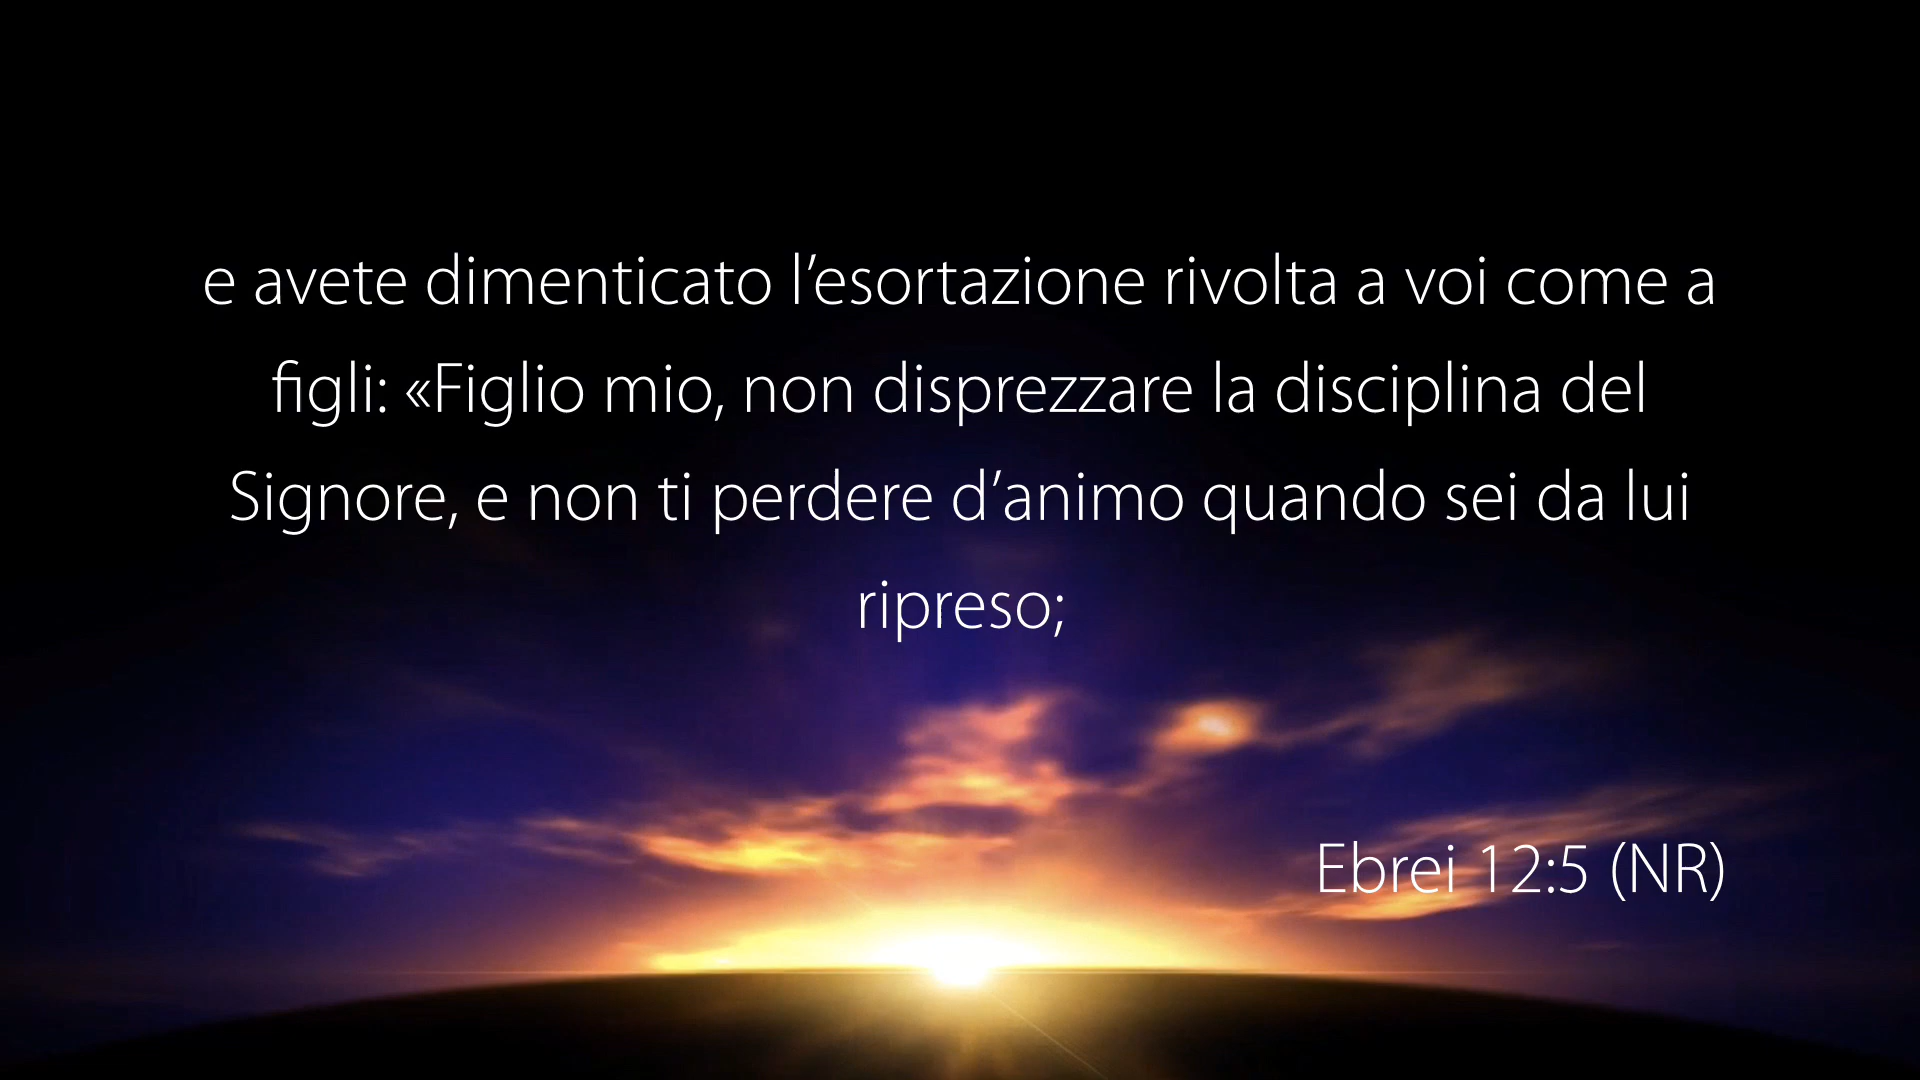 e avete dimenticato l’esortazione rivolta a voi come a
figli: «Figlio mio, non disprezzare la disciplina del
Signore, e non ti perdere d’animo quando sei da lui
ripreso;
Ebrei 12:5 (NR)